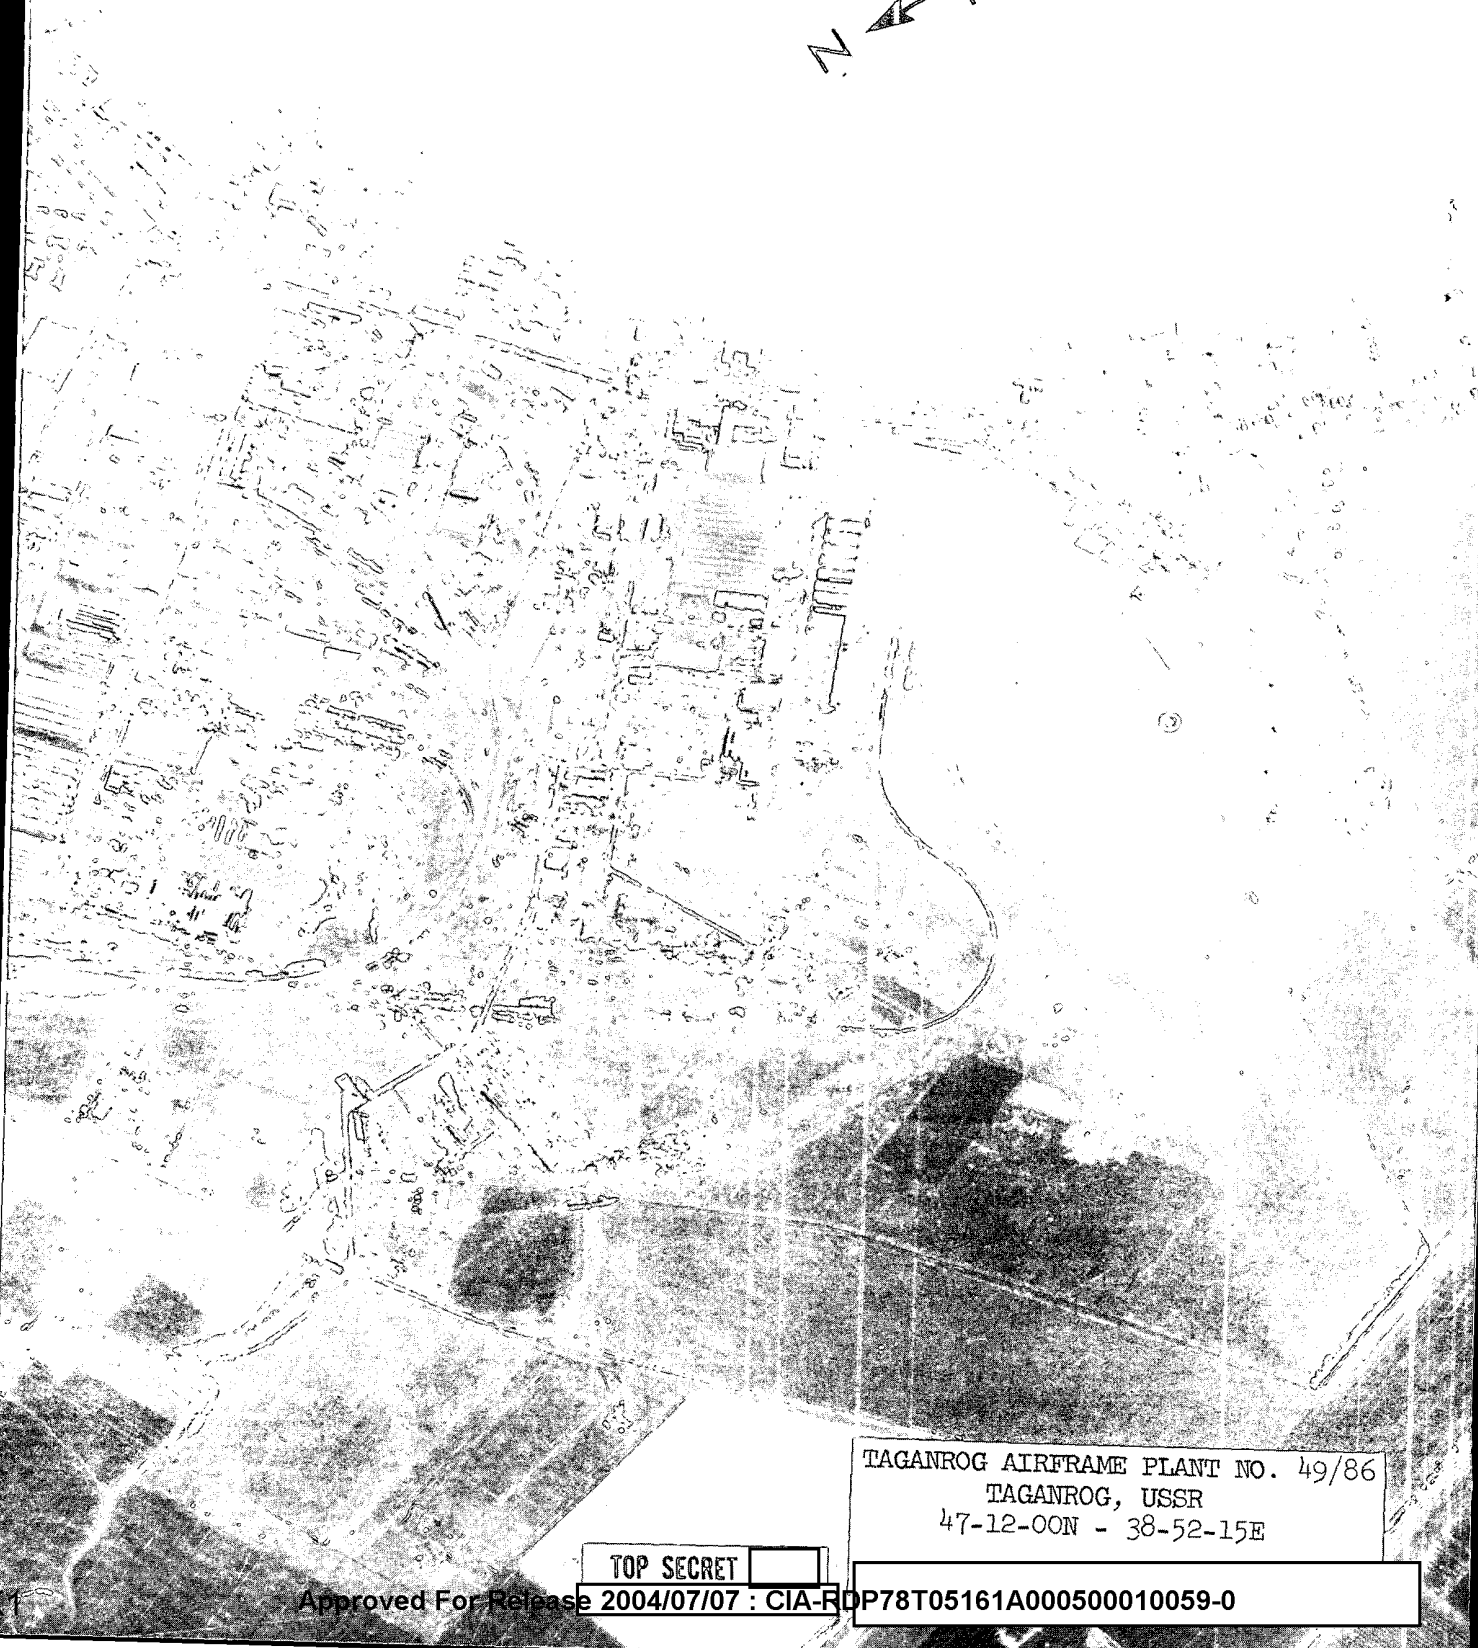 N
TAGANROG AIRFRAME PLANT NO. 49/86
TAGANROG, USSR
47-12-00N - 38-52-15E
TOP SECRET
Approved For Release 2004/07/07 : CIA-RDP78T05161A000500010059-0